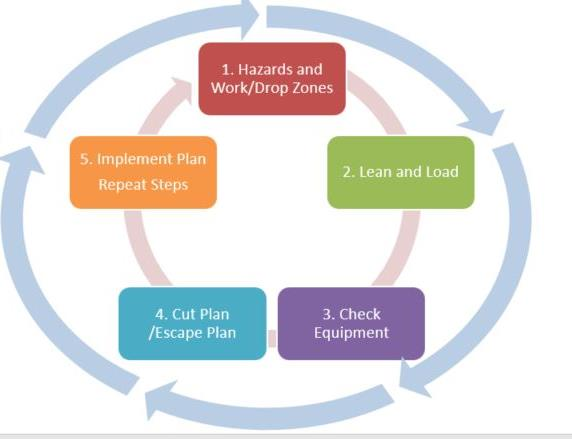 1. Hazards and
Work/Drop Zones
2. Lean and Load
3. Check
Equipment
4. Cut Plan
/Escape Plan
5. Implement Plan
Repeat Steps